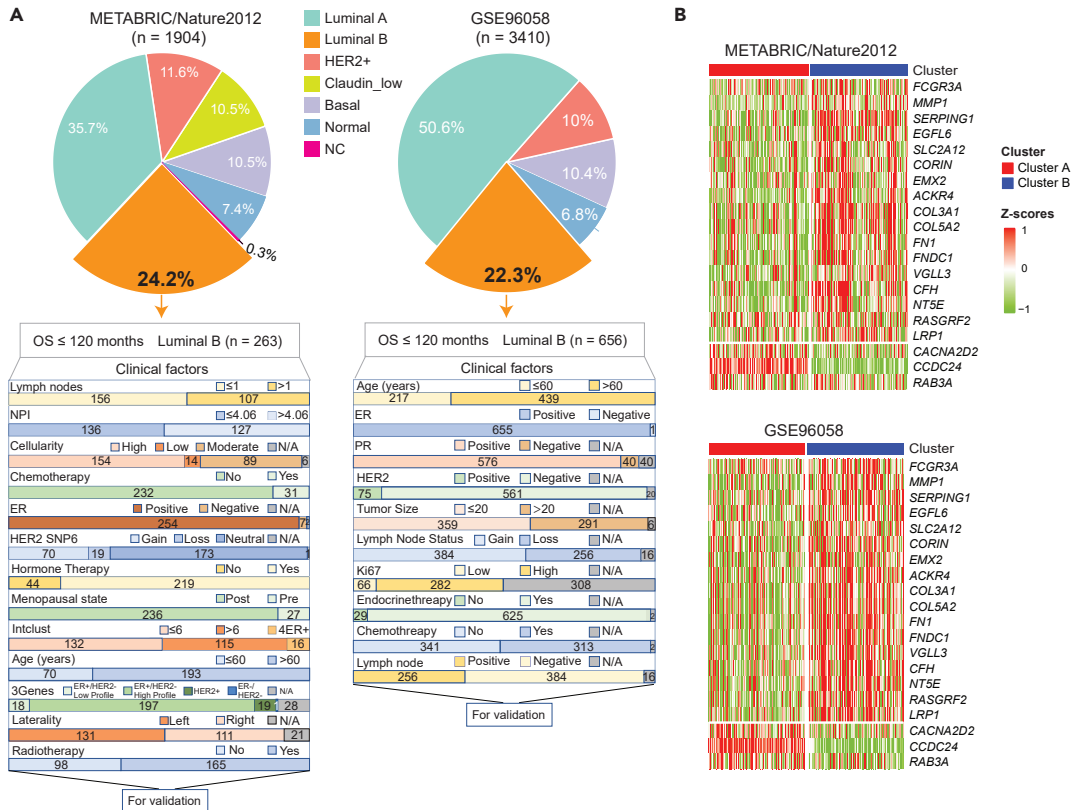 A
METABRIC/Nature2012
(n = 1904)
35.7%
11.6%
10.5%
10.5%
7.4%
0.3%
24.2%
Luminal A
Luminal B
HER2+
Claudin_low
Basal
Normal
NC
GSE96058
(n = 3410)
50.6%
10%
10.4%
6.8%
22.3%
OS ≤ 120 months Luminal B (n = 263)
Clinical factors
Lymph nodes ≤1 >1
156 107
NPI ≤4.06 >4.06
136 127
Cellularity High Low Moderate N/A
154 14 89 6
Chemotherapy No Yes
232 31
ER Positive Negative N/A
254 7 2
HER2 SNP6 Gain Loss Neutral N/A
70 19 173 1
Hormone Therapy No Yes
44 219
Menopausal state Post Pre
236 27
Intclust ≤6 >6 4ER+
132 115 16
Age (years) ≤60 >60
70 193
3Genes ER+/HER2- Low Profile ER+/HER2- High Profile HER2+ ER-/HER2- N/A
18 197 19 1 28
Laterality Left Right N/A
131 111 21
Radiotherapy No Yes
98 165
For validation
OS ≤ 120 months Luminal B (n = 656)
Clinical factors
Age (years) ≤60 >60
217 439
ER Positive Negative
655 1
PR Positive Negative N/A
576 40 40
HER2 Positive Negative N/A
75 561 20
Tumor Size ≤20 >20 N/A
359 291 6
Lymph Node Status Gain Loss N/A
384 256 16
Ki67 Low High N/A
66 282 308
Endocrinethreapy No Yes N/A
29 625 2
Chemothreapy No Yes N/A
341 313 2
Lymph node Positive Negative N/A
256 384 16
For validation
B
METABRIC/Nature2012
Cluster
FCGR3A
MMP1
SERPING1
EGFL6
SLC2A12
CORIN
EMX2
ACKR4
COL3A1
COL5A2
FN1
FNDC1
VGLL3
CFH
NT5E
RASGRF2
LRP1
CACNA2D2
CCDC24
RAB3A
Cluster
Cluster A
Cluster B
Z-scores
1
0
−1
GSE96058
Cluster
FCGR3A
MMP1
SERPING1
EGFL6
SLC2A12
CORIN
EMX2
ACKR4
COL3A1
COL5A2
FN1
FNDC1
VGLL3
CFH
NT5E
RASGRF2
LRP1
CACNA2D2
CCDC24
RAB3A